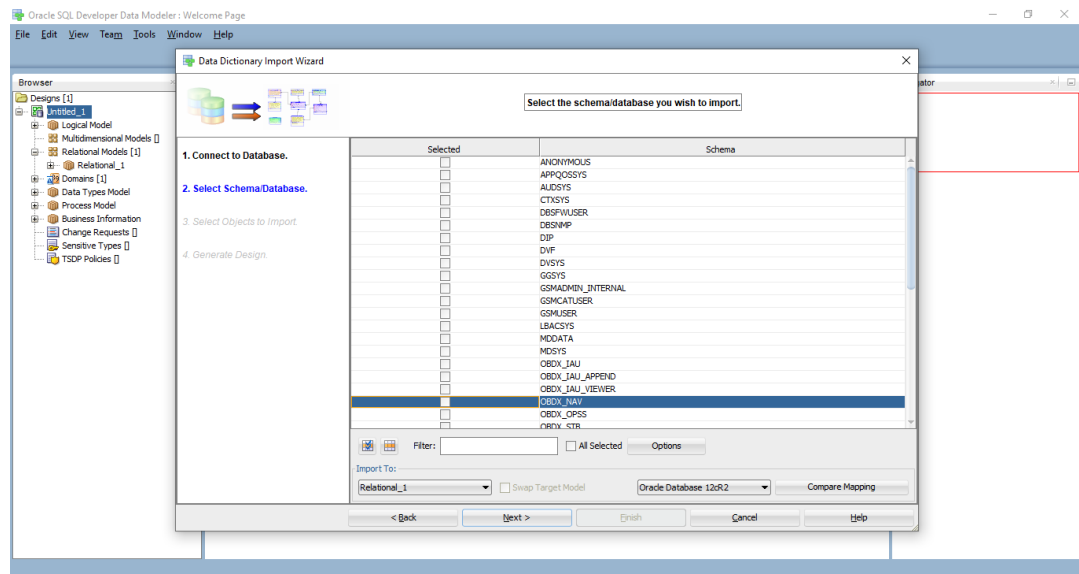 Oracle SQL Developer Data Modeler : Welcome Page
File Edit View Team Tools Window Help
Data Dictionary Import Wizard
Browser
Designs [1]
Untitled_1
Logical Model
Multidimensional Models []
Relational Models [1]
Relational_1
Domains [1]
Data Types Model
Process Model
Business Information
Change Requests []
Sensitive Types []
TSDP Policies []
Select the schema/database you wish to import.
1. Connect to Database.
2. Select Schema/Database.
3. Select Objects to Import.
4. Generate Design.
Selected Schema
ANONYMOUS
APPQOSSYS
AUDSYS
CTXSYS
DBSFWUSER
DBSNMP
DIP
DVF
DVSYS
GGSYS
GSMADMIN_INTERNAL
GSMCATUSER
GSMUSER
LBACSYS
MDDATA
MDSYS
OBDX_IAU
OBDX_IAU_APPEND
OBDX_IAU_VIEWER
OBDX_NAV
OBDX_OPSS
OBDX_STB
Filter: All Selected Options
Import To:
Relational_1 Swap Target Model Oracle Database 12cR2 Compare Mapping
< Back Next > Finish Cancel Help